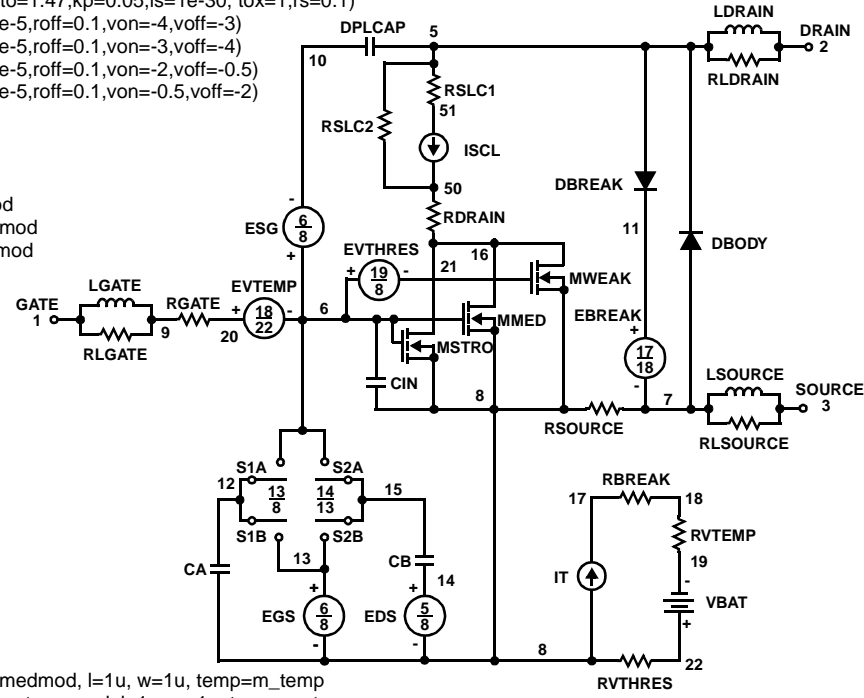 to=1.47,kp=0.05,is=1e-30, tox=1,rs=0.1)
e-5,roff=0.1,von=-4,voff=-3)
e-5,roff=0.1,von=-3,voff=-4)
e-5,roff=0.1,von=-2,voff=-0.5)
e-5,roff=0.1,von=-0.5,voff=-2)
mod
mod
LDRAIN
DPLCAP
5
DRAIN
2
10
RLDRAIN
RSLC1
51
RSLC2
ISCL
50
DBREAK
-
RDRAIN
ESG
6
8
+
11
DBODY
EVTHRES
16
+
19
8
-
21
MWEAK
LGATE
EVTEMP
GATE
1
RGATE
+
18
22
-
6
MMED
EBREAK
+
9
20
RLGATE
MSTRO
17
18
-
LSOURCE
CIN
8
7
SOURCE
3
RSOURCE
RLSOURCE
S1A
S2A
12
13
8
14
13
15
RBREAK
17
18
S1B
S2B
RVTEMP
13
CB
19
CA
14
IT
-
+
+
VBAT
EGS
6
8
EDS
5
8
+
-
-
8
22
RVTHRES
medmod, l=1u, w=1u, temp=m_temp